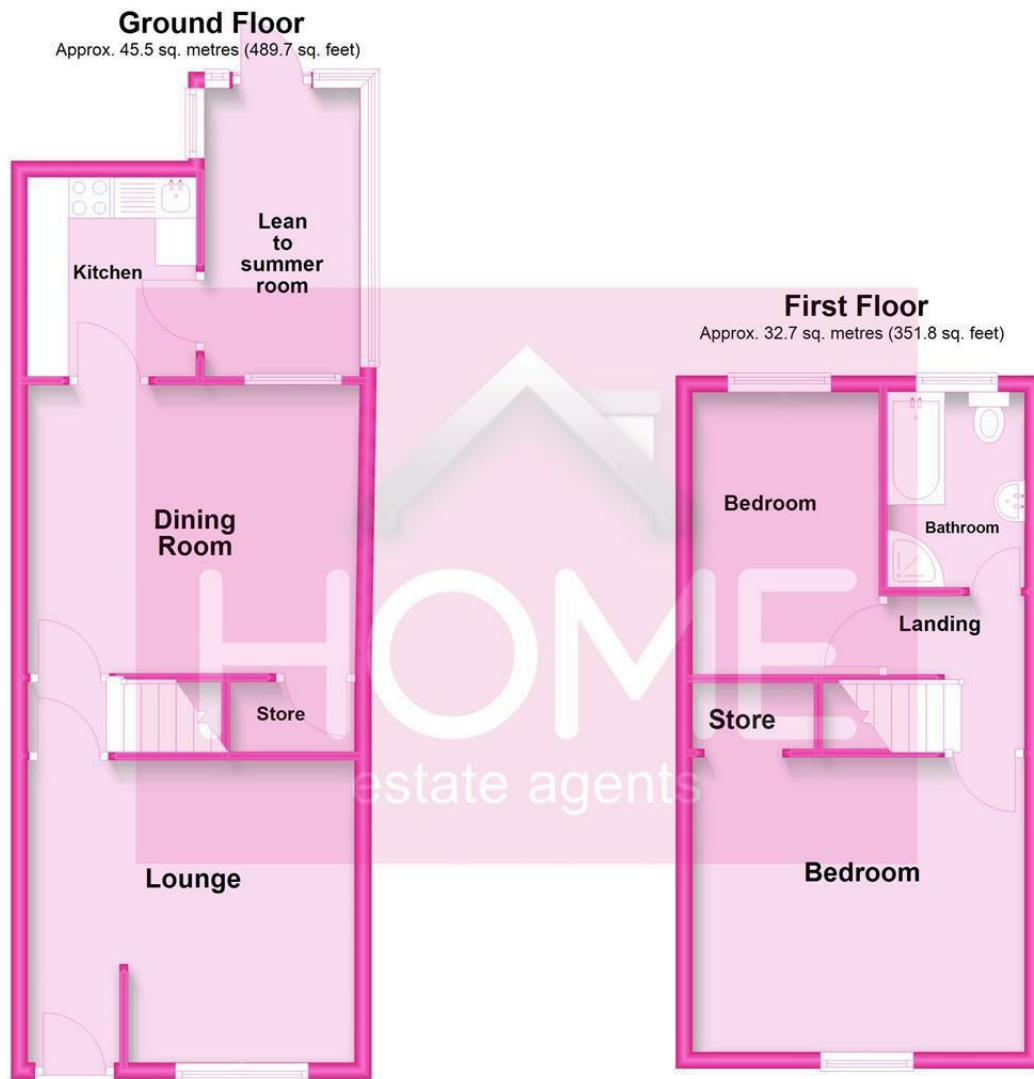 Ground Floor
Approx. 45.5 sq. metres (489.7 sq. feet)
Lean
to
summer
room
Kitchen
Dining
Room
Store
Lounge
First Floor
Approx. 32.7 sq. metres (351.8 sq. feet)
Bedroom
Bathroom
Landing
Store
Bedroom
HOME
estate agents